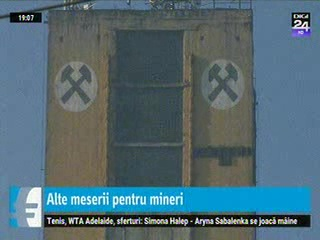 19:07
DIGI
24
HD
Alte meserii pentru mineri
Tenis, WTA Adelaide, sferturi: Simona Halep - Aryna Sabalenka se joacă mâine